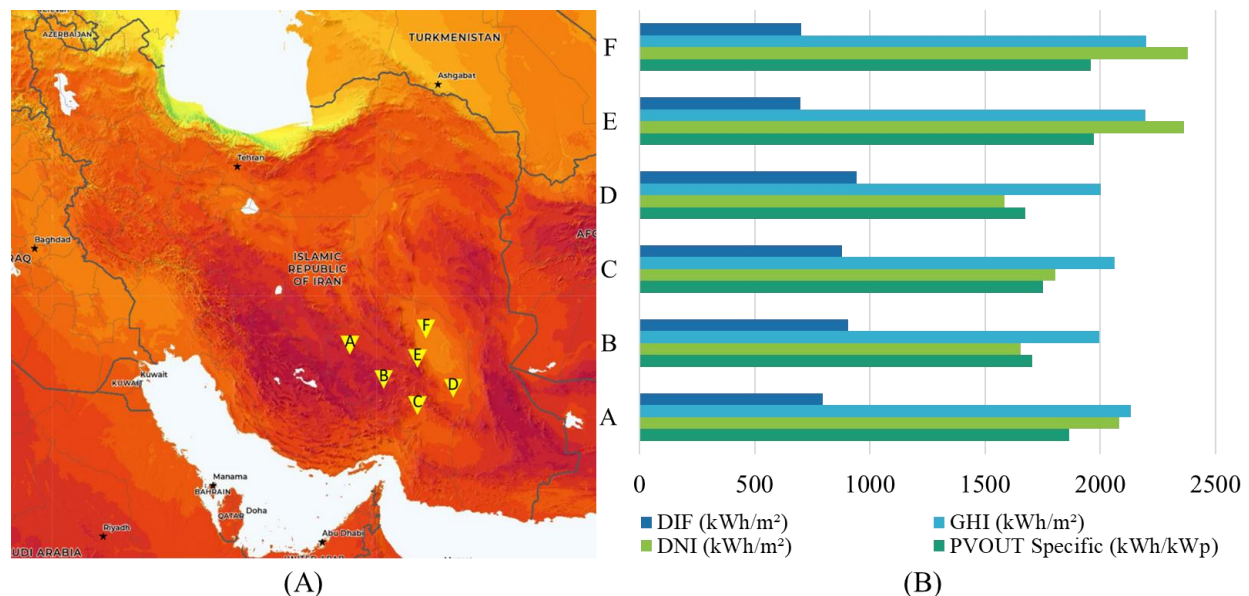 AZERBAIJAN
TURKMENISTAN
Ashgabat
Tehran
Baghdad
RAQ
ISLAMIC
REPUBLIC
OF IRAN
A
F
E
B
D
C
KUWAIT
Kuwait
Manama
BAHRAIN
QATAR
Doha
Abu Dhabi
Riyadh
UDI ARABIA
(A)
F
E
D
C
B
A
0 500 1000 1500 2000 2500
DIF (kWh/m²) GHI (kWh/m²)
DNI (kWh/m²) PVOUT Specific (kWh/kWp)
(B)